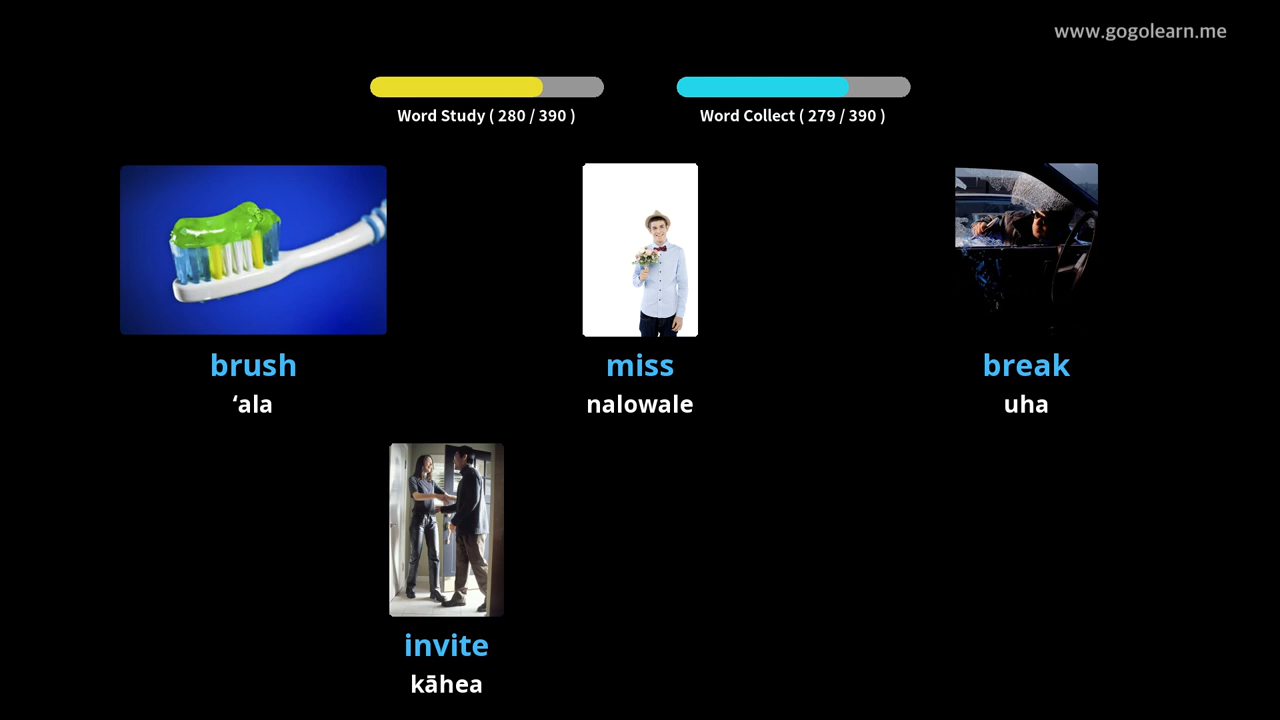 www.gogolearn.me
Word Study ( 280 / 390 )
Word Collect ( 279 / 390 )
brush
ʻala
miss
nalowale
break
uha
invite
kāhea